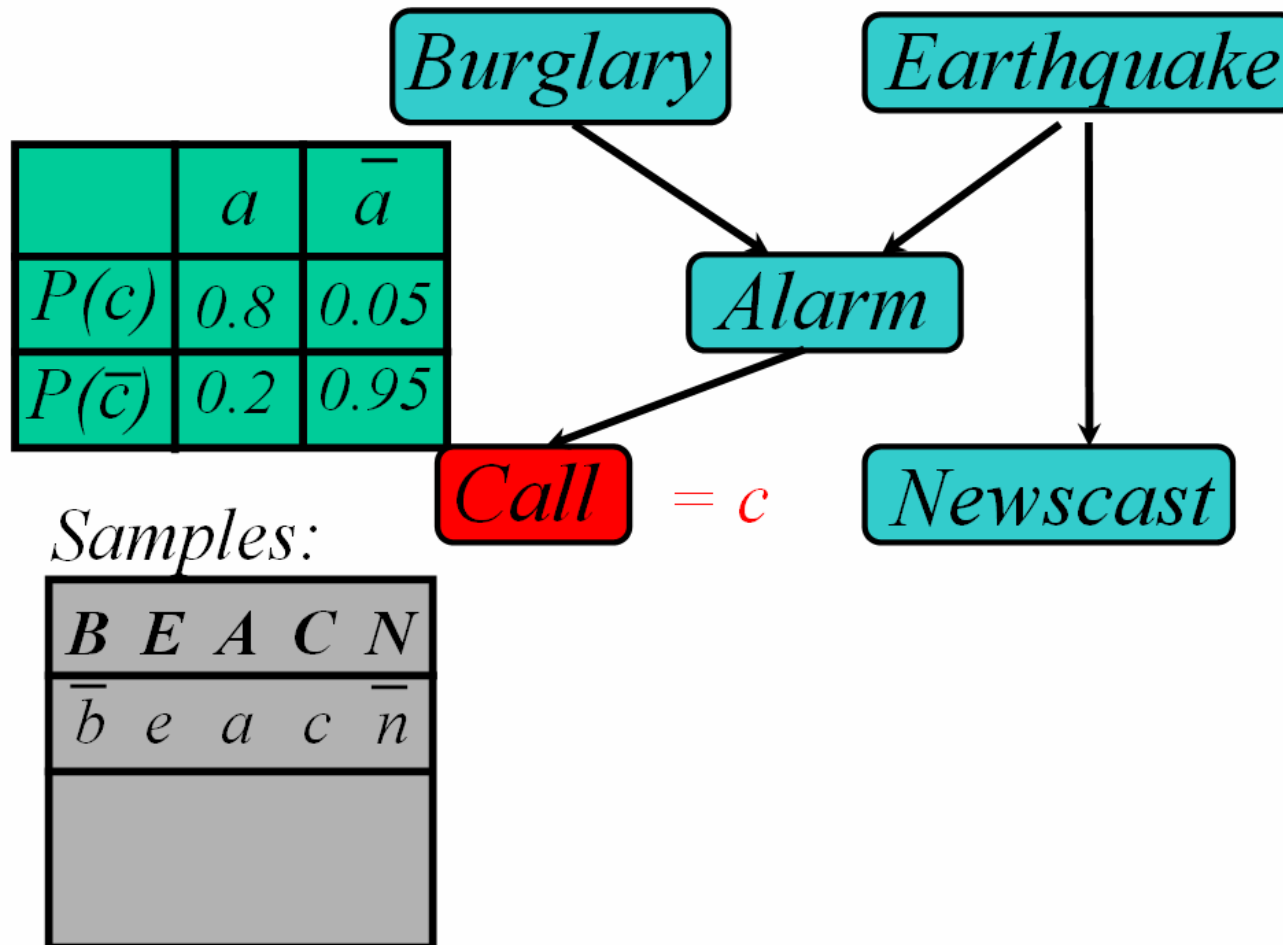 Burglary Earthquake
a a̅
P(c) 0.8 0.05
P(c̅) 0.2 0.95
Alarm
Call = c Newscast
Samples:
B E A C N
b̅ e a c n̅